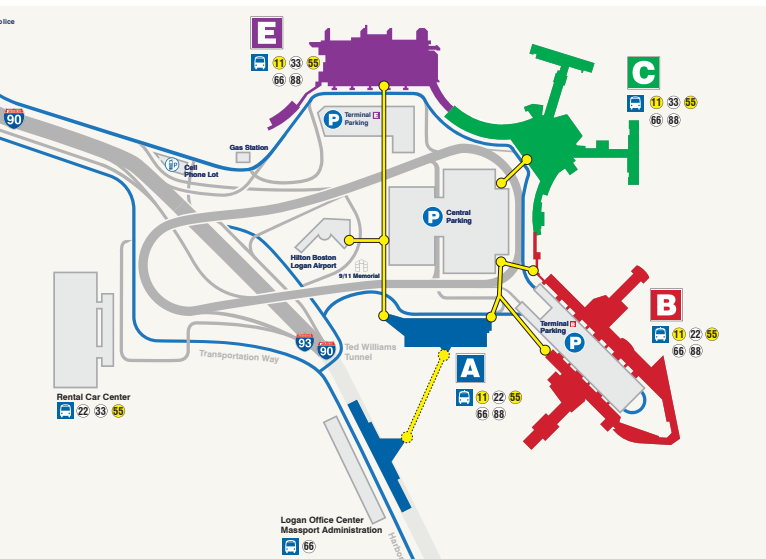 olice
E
11 33 55
66 88
C
11 33 55
66 88
90
P
Terminal E
Parking
Gas Station
P
Cell
Phone Lot
P
Central
Parking
Hilton Boston
Logan Airport
9/11 Memorial
B
11 22 55
66 88
Terminal B
Parking
P
93
90
Ted Williams
Tunnel
Transportation Way
A
11 22 55
66 88
Rental Car Center
22 33 55
Logan Office Center
Massport Administration
66
Harbor